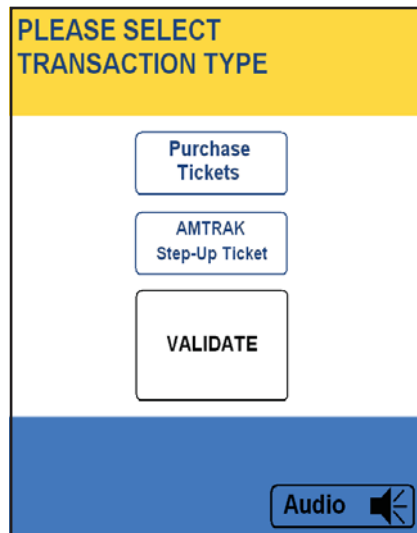 PLEASE SELECT
TRANSACTION TYPE
Purchase
Tickets
AMTRAK
Step-Up Ticket
VALIDATE
Audio